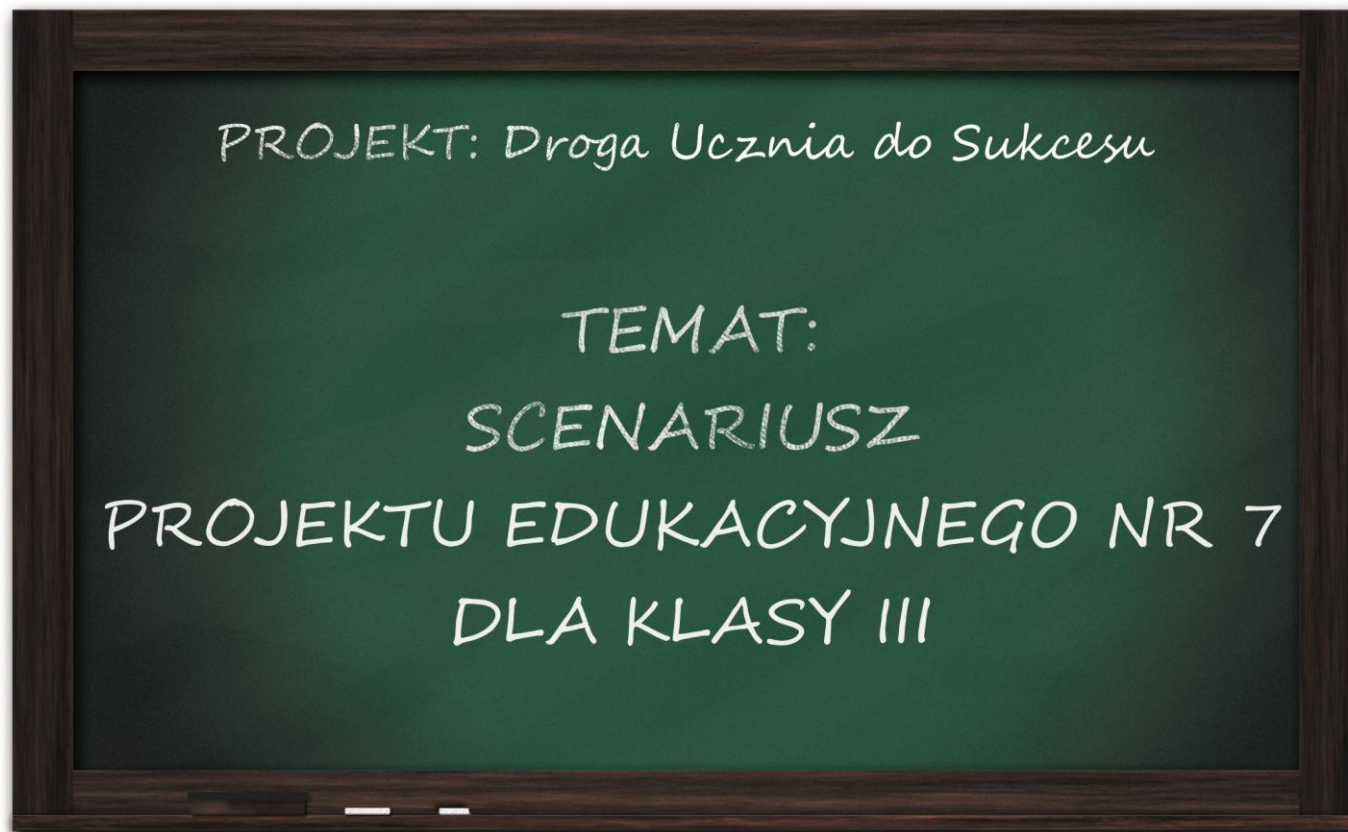 PROJEKT: Droga Ucznia do Sukcesu
TEMAT:
SCENARIUSZ
PROJEKTU EDUKACYJNEGO NR 7
DLA KLASY III